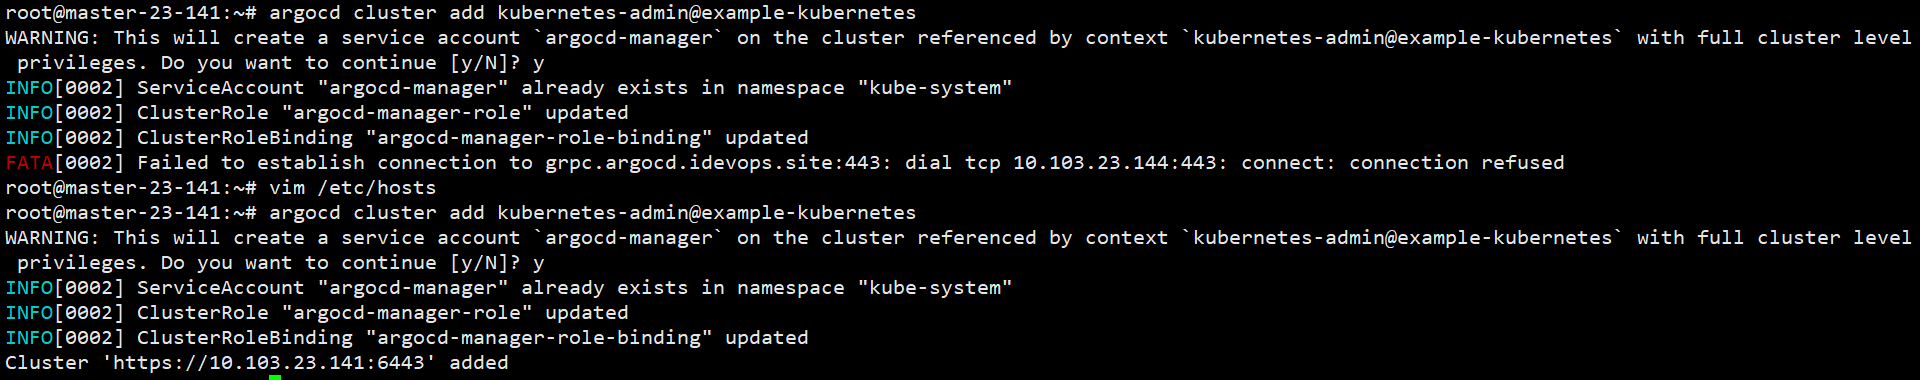 root@master-23-141:~# argocd cluster add kubernetes-admin@example-kubernetes
WARNING: This will create a service account `argocd-manager` on the cluster referenced by context `kubernetes-admin@example-kubernetes` with full cluster level
 privileges. Do you want to continue [y/N]? y
INFO[0002] ServiceAccount "argocd-manager" already exists in namespace "kube-system"
INFO[0002] ClusterRole "argocd-manager-role" updated
INFO[0002] ClusterRoleBinding "argocd-manager-role-binding" updated
FATA[0002] Failed to establish connection to grpc.argocd.idevops.site:443: dial tcp 10.103.23.144:443: connect: connection refused
root@master-23-141:~# vim /etc/hosts
root@master-23-141:~# argocd cluster add kubernetes-admin@example-kubernetes
WARNING: This will create a service account `argocd-manager` on the cluster referenced by context `kubernetes-admin@example-kubernetes` with full cluster level
 privileges. Do you want to continue [y/N]? y
INFO[0002] ServiceAccount "argocd-manager" already exists in namespace "kube-system"
INFO[0002] ClusterRole "argocd-manager-role" updated
INFO[0002] ClusterRoleBinding "argocd-manager-role-binding" updated
Cluster 'https://10.103.23.141:6443' added